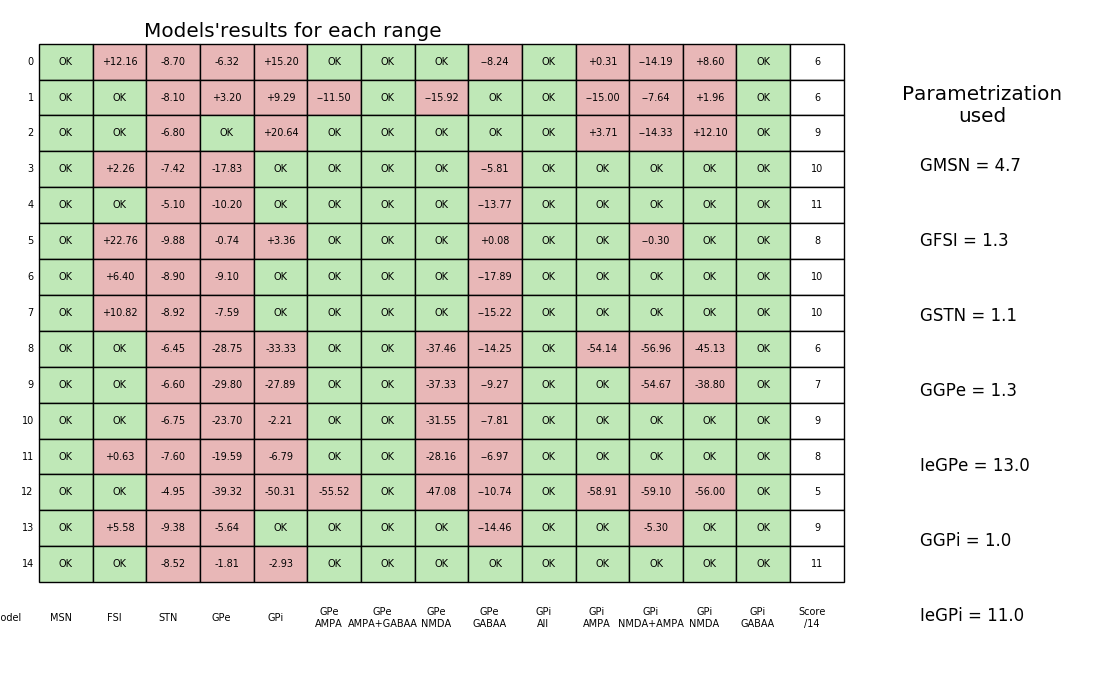 Models'results for each range
0 OK +12.16 -8.70 -6.32 +15.20 OK OK OK −8.24 OK +0.31 −14.19 +8.60 OK 6
1 OK OK -8.10 +3.20 +9.29 −11.50 OK −15.92 OK OK −15.00 −7.64 +1.96 OK 6
2 OK OK -6.80 OK +20.64 OK OK OK OK OK +3.71 −14.33 +12.10 OK 9
3 OK +2.26 -7.42 -17.83 OK OK OK OK −5.81 OK OK OK OK OK 10
4 OK OK -5.10 -10.20 OK OK OK OK −13.77 OK OK OK OK OK 11
5 OK +22.76 -9.88 -0.74 +3.36 OK OK OK +0.08 OK OK −0.30 OK OK 8
6 OK +6.40 -8.90 -9.10 OK OK OK OK −17.89 OK OK OK OK OK 10
7 OK +10.82 -8.92 -7.59 OK OK OK OK −15.22 OK OK OK OK OK 10
8 OK OK -6.45 -28.75 -33.33 OK OK -37.46 −14.25 OK -54.14 -56.96 -45.13 OK 6
9 OK OK -6.60 -29.80 -27.89 OK OK -37.33 −9.27 OK OK -54.67 -38.80 OK 7
10 OK OK -6.75 -23.70 -2.21 OK OK -31.55 −7.81 OK OK OK OK OK 9
11 OK +0.63 -7.60 -19.59 -6.79 OK OK -28.16 −6.97 OK OK OK OK OK 8
12 OK OK -4.95 -39.32 -50.31 -55.52 OK -47.08 −10.74 OK -58.91 -59.10 -56.00 OK 5
13 OK +5.58 -9.38 -5.64 OK OK OK OK −14.46 OK OK -5.30 OK OK 9
14 OK OK -8.52 -1.81 -2.93 OK OK OK OK OK OK OK OK OK 11
odel MSN FSI STN GPe GPi GPe AMPA GPe AMPA+GABAA GPe NMDA GPe GABAA GPi All GPi AMPA GPi NMDA+AMPA GPi NMDA GPi GABAA Score /14
Parametrization
used
GMSN = 4.7
GFSI = 1.3
GSTN = 1.1
GGPe = 1.3
IeGPe = 13.0
GGPi = 1.0
IeGPi = 11.0